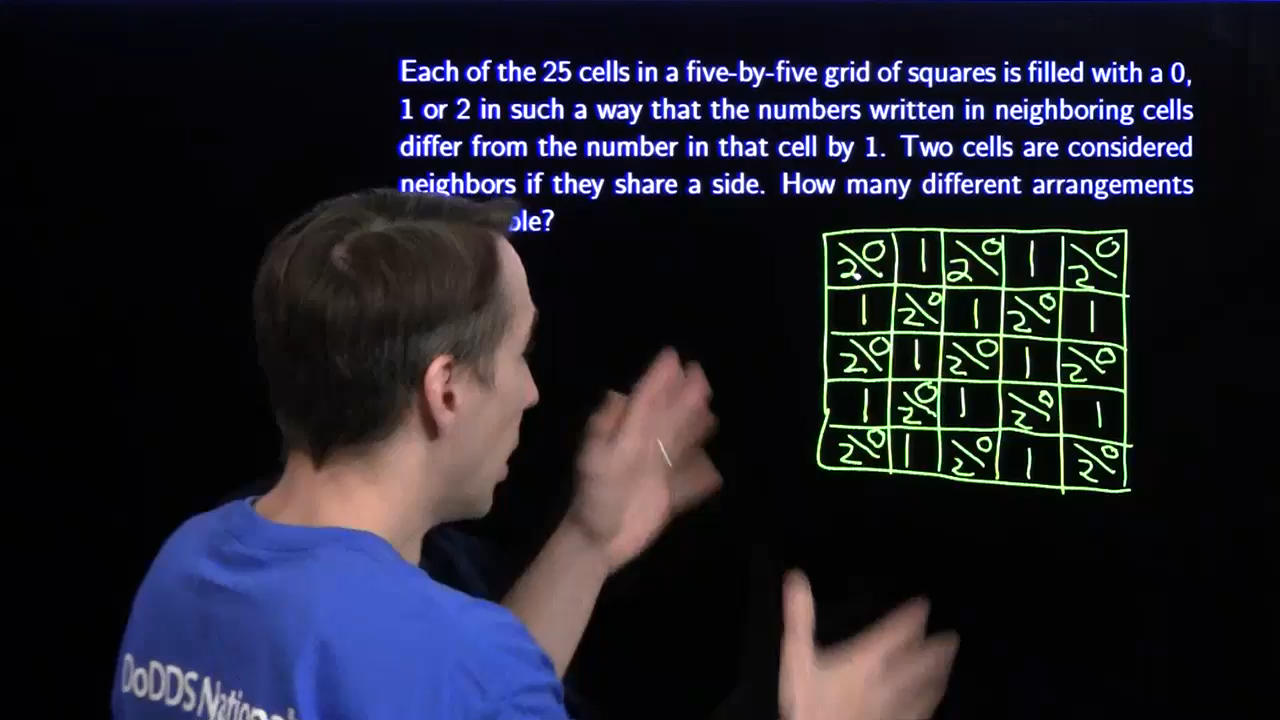 Each of the 25 cells in a five-by-five grid of squares is filled with a 0,
1 or 2 in such a way that the numbers written in neighboring cells
differ from the number in that cell by 1. Two cells are considered
neighbors if they share a side. How many different arrangements
ble?
2\0 1 2\0 1 2\0
1 2\0 1 2\0 1
2\0 1 2\0 1 2\0
1 2\0 1 2\0 1
2\0 1 2\0 1 2\0
DoDDS Nationa